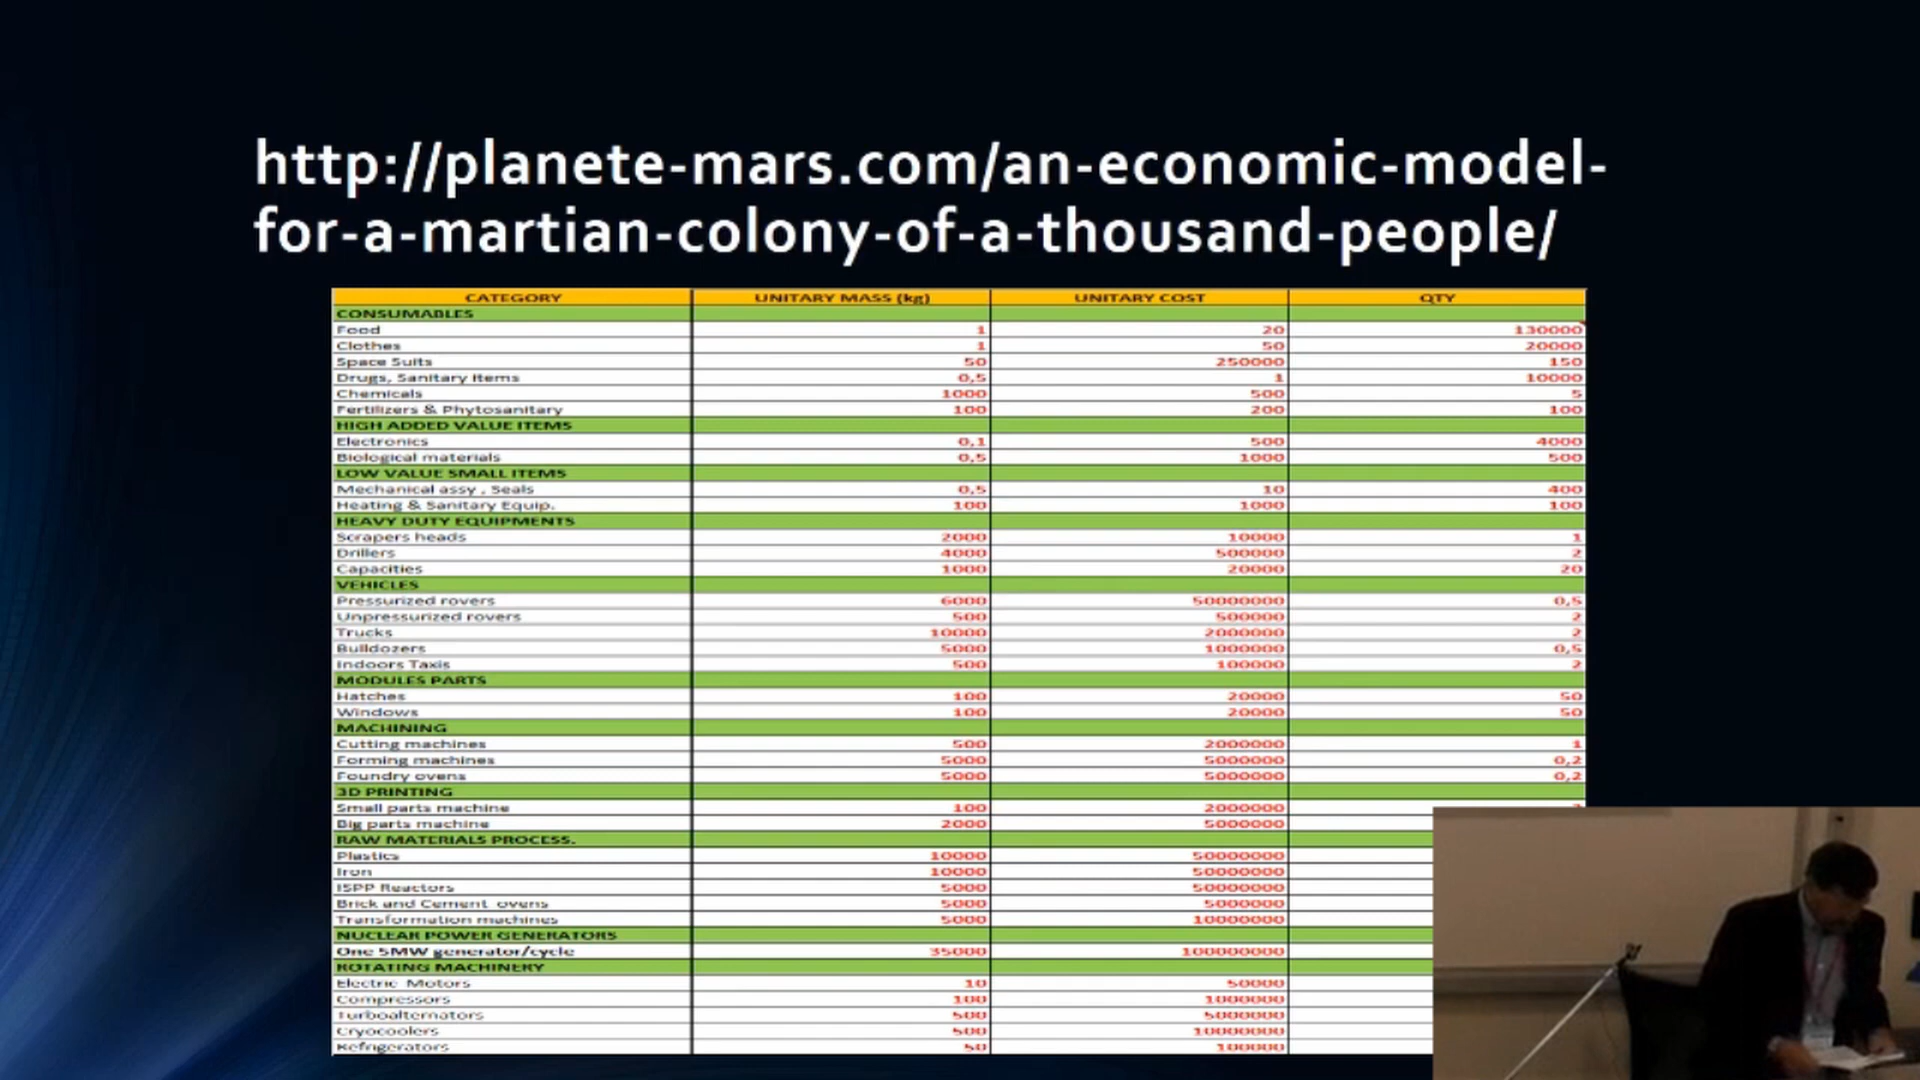 http://planete-mars.com/an-economic-model-
for-a-martian-colony-of-a-thousand-people/
CATEGORY UNITARY MASS (kg) UNITARY COST QTY
CONSUMABLES
Food 1 20 130000
Clothes 1 50 20000
Space Suits 50 250000 150
Drugs, Sanitary items 0,5 1 10000
Chemicals 1000 500 5
Fertilizers & Phytosanitary 100 200 100
HIGH ADDED VALUE ITEMS
Electronics 0,1 500 4000
Biological materials 0,5 1000 500
LOW VALUE SMALL ITEMS
Mechanical assy , Seals 0,5 10 400
Heating & Sanitary Equip. 100 1000 100
HEAVY DUTY EQUIPMENTS
Scrapers heads 2000 10000 1
Drillers 4000 500000 2
Capacities 1000 20000 20
VEHICLES
Pressurized rovers 6000 50000000 0,5
Unpressurized rovers 500 500000 2
Trucks 10000 2000000 2
Bulldozers 5000 1000000 0,5
Indoors Taxis 500 100000 2
MODULES PARTS
Hatches 100 20000 50
Windows 100 20000 50
MACHINING
Cutting machines 500 2000000 1
Forming machines 5000 5000000 0,2
Foundry ovens 5000 5000000 0,2
3D PRINTING
Small parts machine 100 2000000
Big parts machine 2000 5000000
RAW MATERIALS PROCESS.
Plastics 10000 50000000
Iron 10000 50000000
ISPP Reactors 5000 50000000
Brick and Cement ovens 5000 5000000
Transformation machines 5000 10000000
NUCLEAR POWER GENERATORS
One 5MW generator/cycle 35000 100000000
ROTATING MACHINERY
Electric Motors 10 50000
Compressors 100 1000000
Turboalternators 500 5000000
Cryocoolers 500 10000000
Refrigerators 50 100000